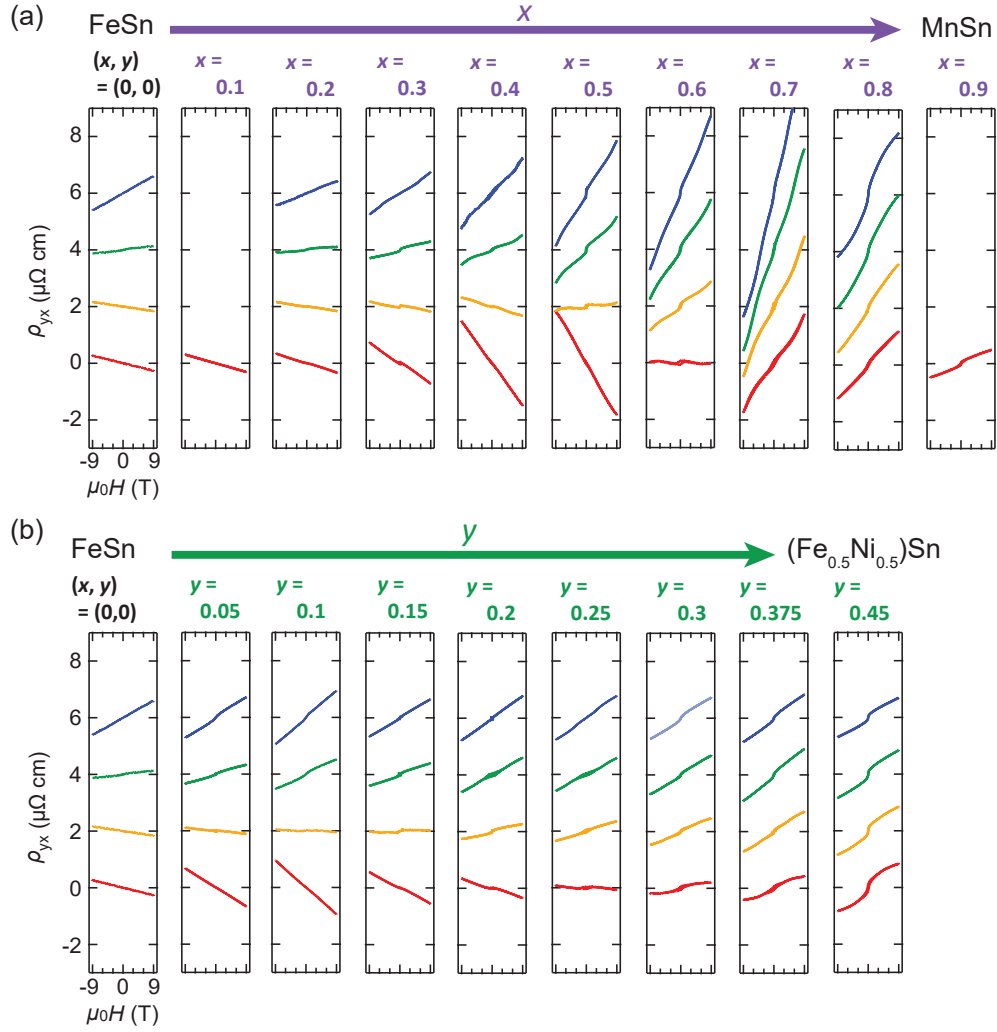 (a)
x
FeSn
MnSn
(x, y)
= (0, 0)
x =
0.1
x =
0.2
x =
0.3
x =
0.4
x =
0.5
x =
0.6
x =
0.7
x =
0.8
x =
0.9
8
6
4
2
0
-2
ρyx (μΩ cm)
-9 0 9
μ0H (T)
(b)
y
FeSn
(Fe0.5Ni0.5)Sn
(x, y)
= (0,0)
y =
0.05
y =
0.1
y =
0.15
y =
0.2
y =
0.25
y =
0.3
y =
0.375
y =
0.45
8
6
4
2
0
-2
ρyx (μΩ cm)
-9 0 9
μ0H (T)